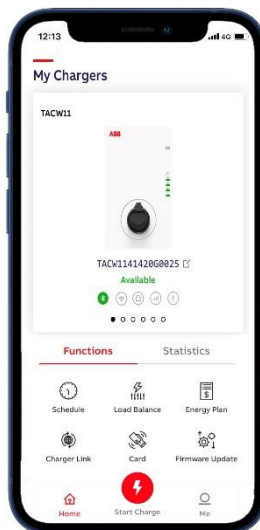 12:13
4G
My Chargers
TACW11
ABB
TACW1141420G0025
Available
Functions Statistics
Schedule Load Balance Energy Plan
Charger Link Card Firmware Update
Home Start Charge Me